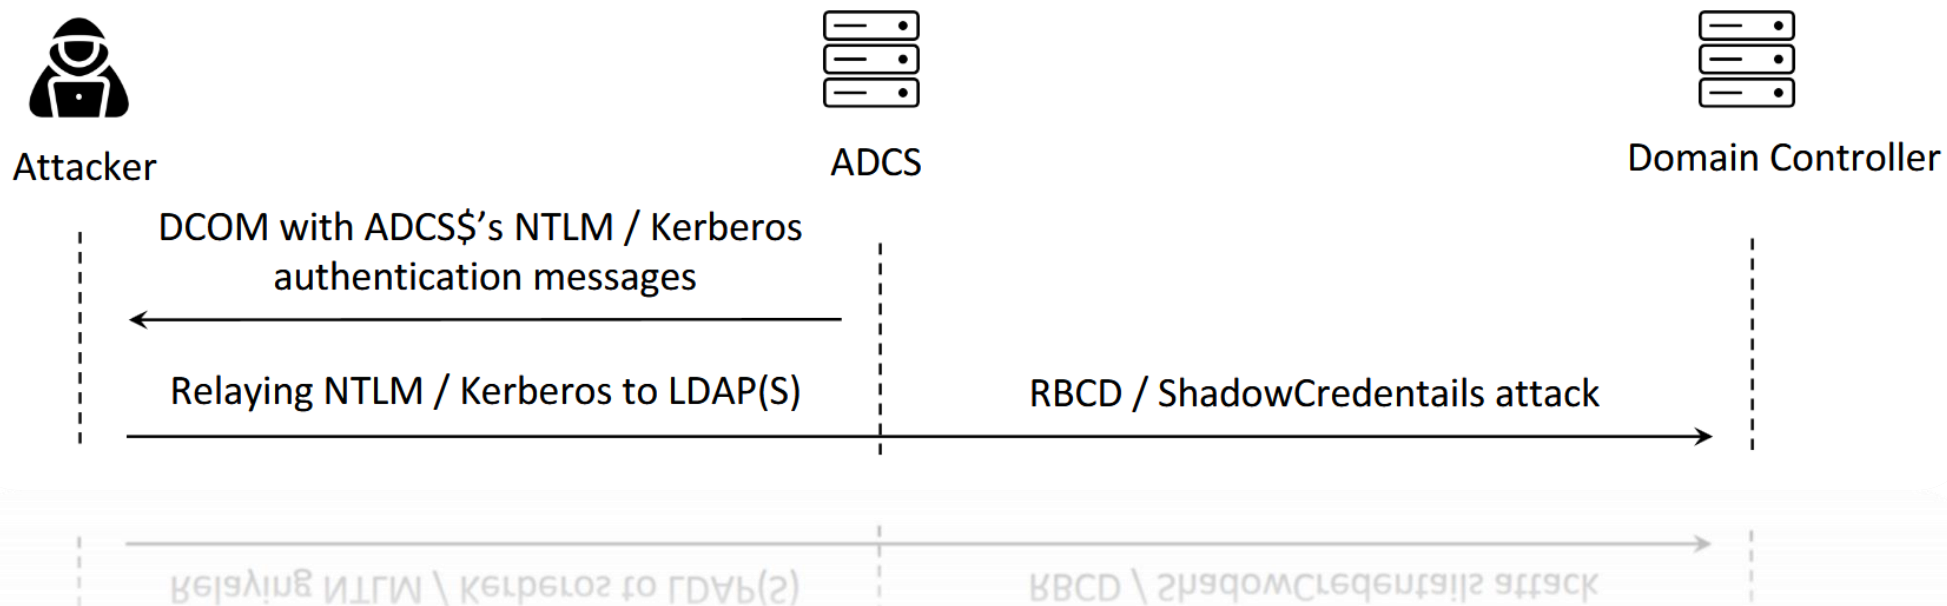 Attacker
ADCS
Domain Controller
DCOM with ADCS$’s NTLM / Kerberos
authentication messages
Relaying NTLM / Kerberos to LDAP(S)
RBCD / ShadowCredentails attack
Relaying NTLM / Kerberos to LDAP(S)
RBCD / ShadowCredentails attack